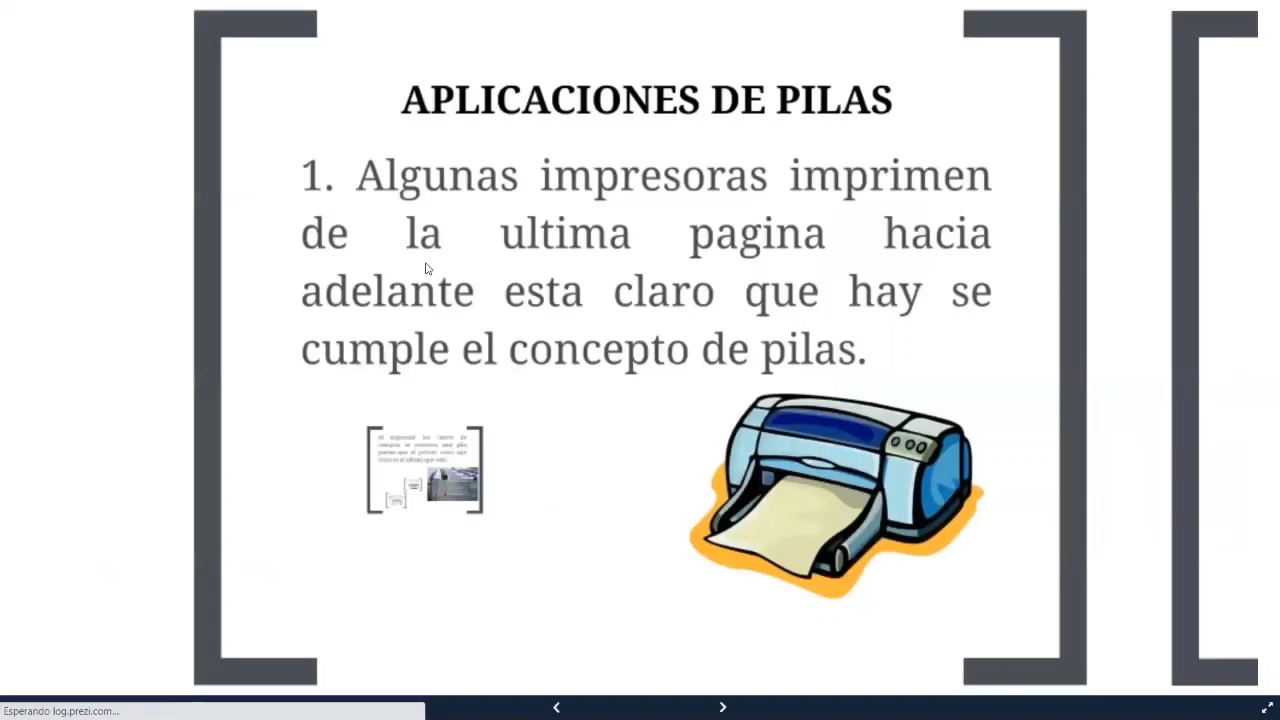 APLICACIONES DE PILAS
1. Algunas impresoras imprimen
de la ultima pagina hacia
adelante esta claro que hay se
cumple el concepto de pilas.
Esperando log.prezi.com...